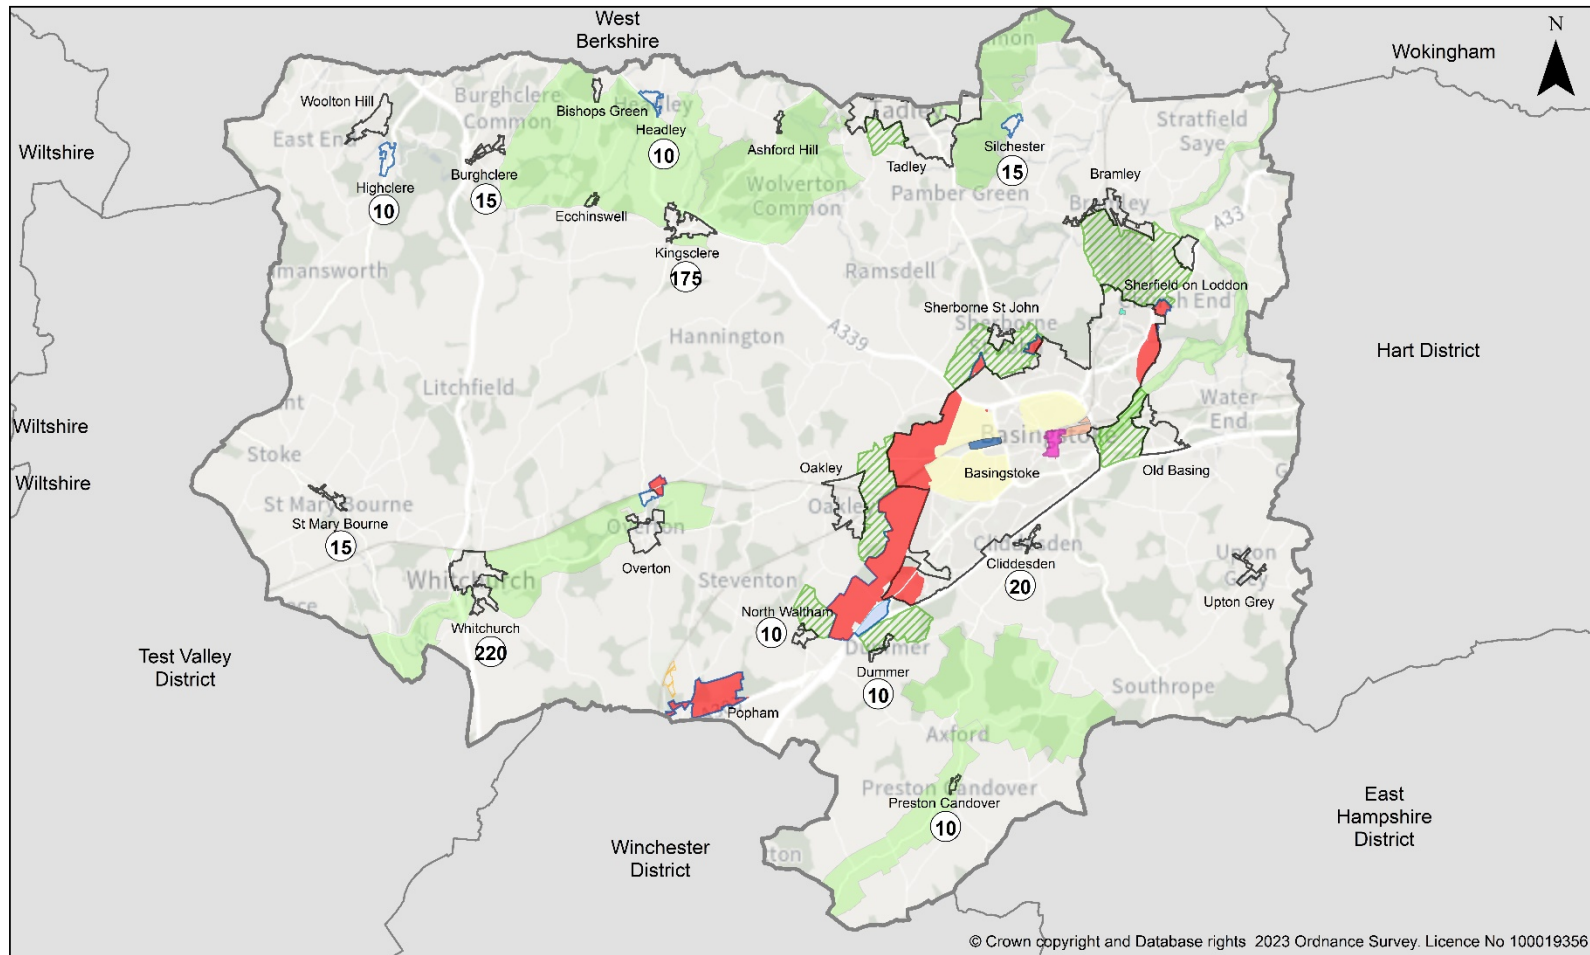 West
Berkshire
N
Wokingham
Woolton Hill
Burghclere
Common
Bishops Green
Headley
Headley
10
Tadley
Stratfield
Saye
East End
Wiltshire
Ashford Hill
Silchester
15
Tadley
Burghclere
15
Highclere
10
Wolverton
Common
Pamber Green
Bramley
Bramley
A33
Ecchinswell
Kingsclere
175
Ramsdell
Sherfield on Loddon
Sherborne St John
Sherborne
Hannington
A339
Hart District
Litchfield
Water
End
Wiltshire
Stoke
Basingstoke
Basingstoke
Old Basing
Oakley
Oakley
Wiltshire
St Mary Bourne
St Mary Bourne
15
Overton
Overton
Cliddesden
Cliddesden
20
Upton
Grey
Upton Grey
Whitchurch
Whitchurch
220
Steventon
North Waltham
10
Dummer
Dummer
10
Test Valley
District
Southrope
Popham
Axford
Preston Candover
Preston Candover
10
East
Hampshire
District
Winchester
District
© Crown copyright and Database rights 2023 Ordnance Survey. Licence No 100019356